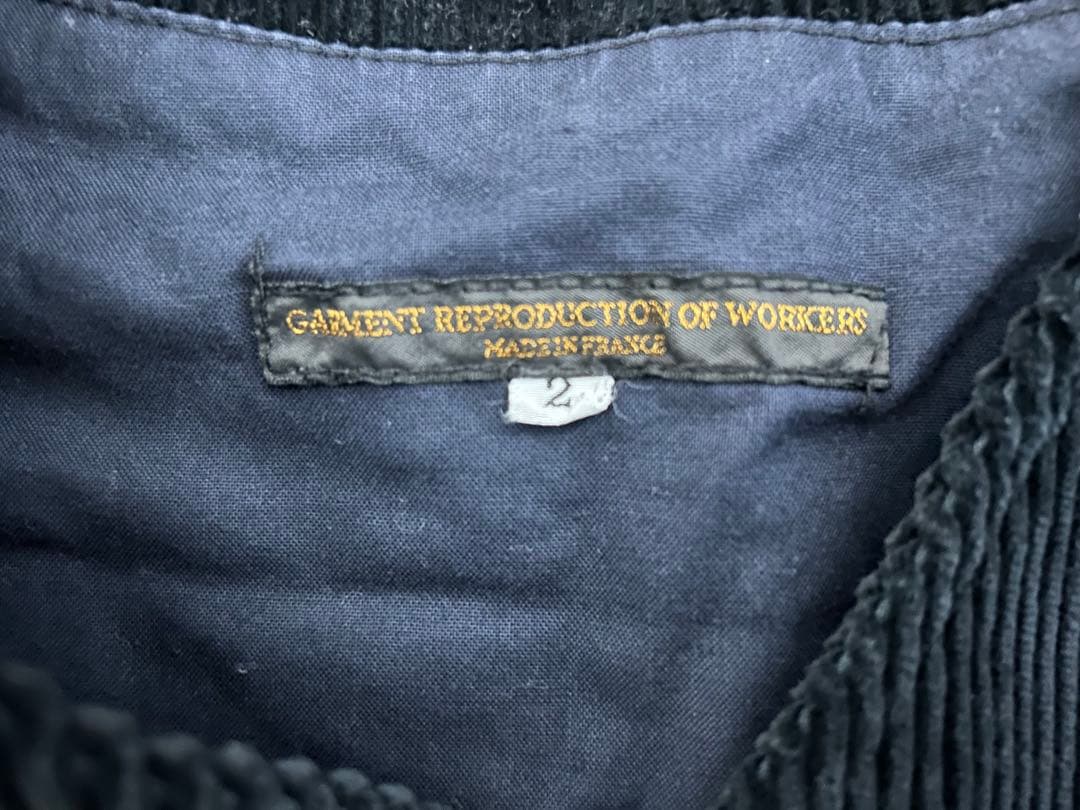 GARMENT REPRODUCTION OF WORKERS
MADE IN FRANCE
2